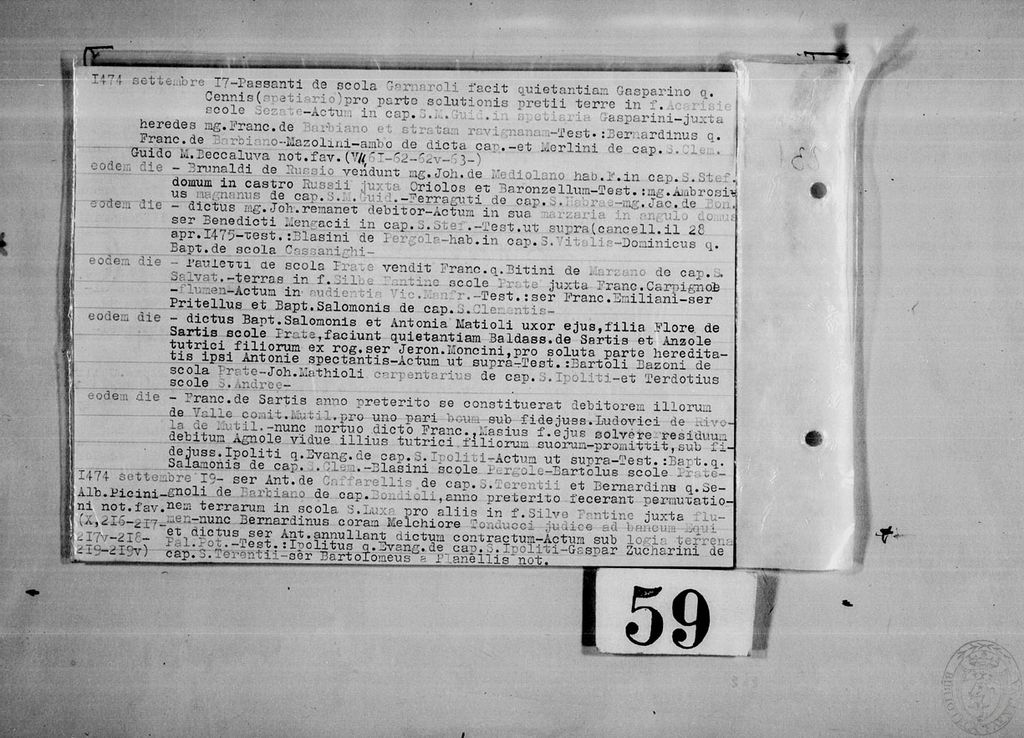 I474 settembre I7-Passanti de scola Garnaroli facit quietantiam Gasparino q.
Cennis(spetiario)pro parte solutionis pretii terre in f.Acarisie
scole Sezate-Actum in cap.S.M.Guid.in spetiaria Gasparini-juxta
heredes mg.Franc.de Barbiano et stratam ravignanam-Test.:Bernardinus q.
Franc.de Barbiano-Mazolini-ambo de dicta cap.-et Merlini de cap.S.Clem.
Guido M.Beccaluva not.fav.(VII,6I-62-62v-63-)
eodem die - Brunaldi de Russio vendunt mg.Joh.de Mediolano hab.F.in cap.S.Stef.
domum in castro Russii juxta Oriolos et Baronzellum-Test.:mg.Ambrosi
us magnanus de cap.S.M.Guid.-Ferraguti de cap.S.Habrae-mg.Jac.de Bon.
eodem die - dictus mg.Joh.remanet debitor-Actum in sua marzaria in angulo domus
ser Benedicti Mengacii in cap.S.Stef.-Test.ut supra(cancell.il 28
apr.I475-test.:Blasini de Pergola-hab.in cap.S.Vitalis-Dominicus q.
Bapt.de scola Cassanighi-
eodem die - Pauletti de scola Prate vendit Franc.q.Bitini de Marzano de cap.S.
Salvat.-terras in f.Silbe Fantine scole Prate juxta Franc.Carpignol
-flumen-Actum in audientia Vic.Manfr.-Test.:ser Franc.Emiliani-ser
Pritellus et Bapt.Salomonis de cap.S.Clementis-
eodem die - dictus Bapt.Salomonis et Antonia Matioli uxor ejus,filia Flore de
Sartis scole Prate,faciunt quietantiam Baldass.de Sartis et Anzole
tutrici filiorum ex rog.ser Jeron.Moncini,pro soluta parte heredita-
tis ipsi Antonie spectantis-Actum ut supra-Test.:Bartoli Bazoni de
scola Prate-Joh.Mathioli carpentarius de cap.S.Ipoliti-et Terdotius
scole S.Andree-
eodem die - Franc.de Sartis anno preterito se constituerat debitorem illorum
de Valle comit.Mutil.pro uno pari boum sub fidejuss.Ludovici de Rivo-
la de Mutil.-nunc mortuo dicto Franc.,Masius f.ejus solvere residuum
debitum Agnole vidue illius tutrici filiorum suorum-promittit,sub fi-
dejuss.Ipoliti q.Evang.de cap.S.Ipoliti-Actum ut supra-Test.:Bapt.q.
Salamonis de cap.S.Clem.-Blasini scole Pergole-Bartolus scole Prate-
I474 settembre I9- ser Ant.de Caffarellis de cap.S.Terentii et Bernardinu q.Se-
Alb.Picini-gnoli de Barbiano de cap.Bondioli,anno preterito fecerant permutatio-
ni not.fav.nem terrarum in scola S.Luxa pro aliis in f.Silve Fantine juxta flu-
(X,2I6-2I7-men-nunc Bernardinus coram Melchiore Tonducci judice ad bancum Equi
2I7v-2I8- et dictus ser Ant.annullant dictum contractum-Actum sub logia terrena
2I9-2I9v) Pal.Pot.-Test.:Ipolitus q.Evang.de cap.S.Ipoliti-Gaspar Zucharini de
cap.S.Terentii-ser Bartolomeus a Planellis not.
59